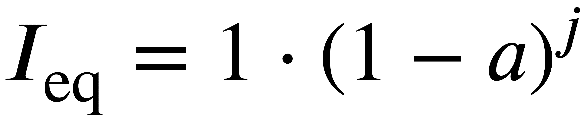 I_eq = 1 · (1 − a)^j